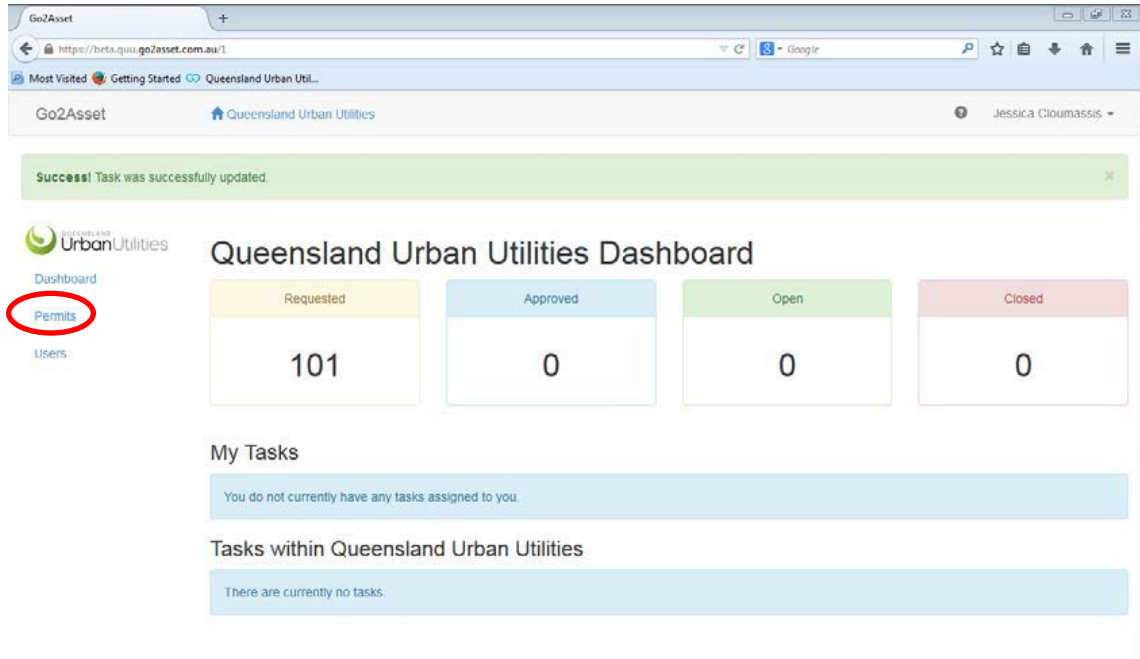 Go2Asset
https://beta.quu.go2asset.com.au/1
Google
Most Visited Getting Started Queensland Urban Util...
Go2Asset Queensland Urban Utilities Jessica Cloumassis
Success! Task was successfully updated.
QUEENSLAND
UrbanUtilities
Dashboard
Permits
Users
Queensland Urban Utilities Dashboard
Requested Approved Open Closed
101 0 0 0
My Tasks
You do not currently have any tasks assigned to you.
Tasks within Queensland Urban Utilities
There are currently no tasks.